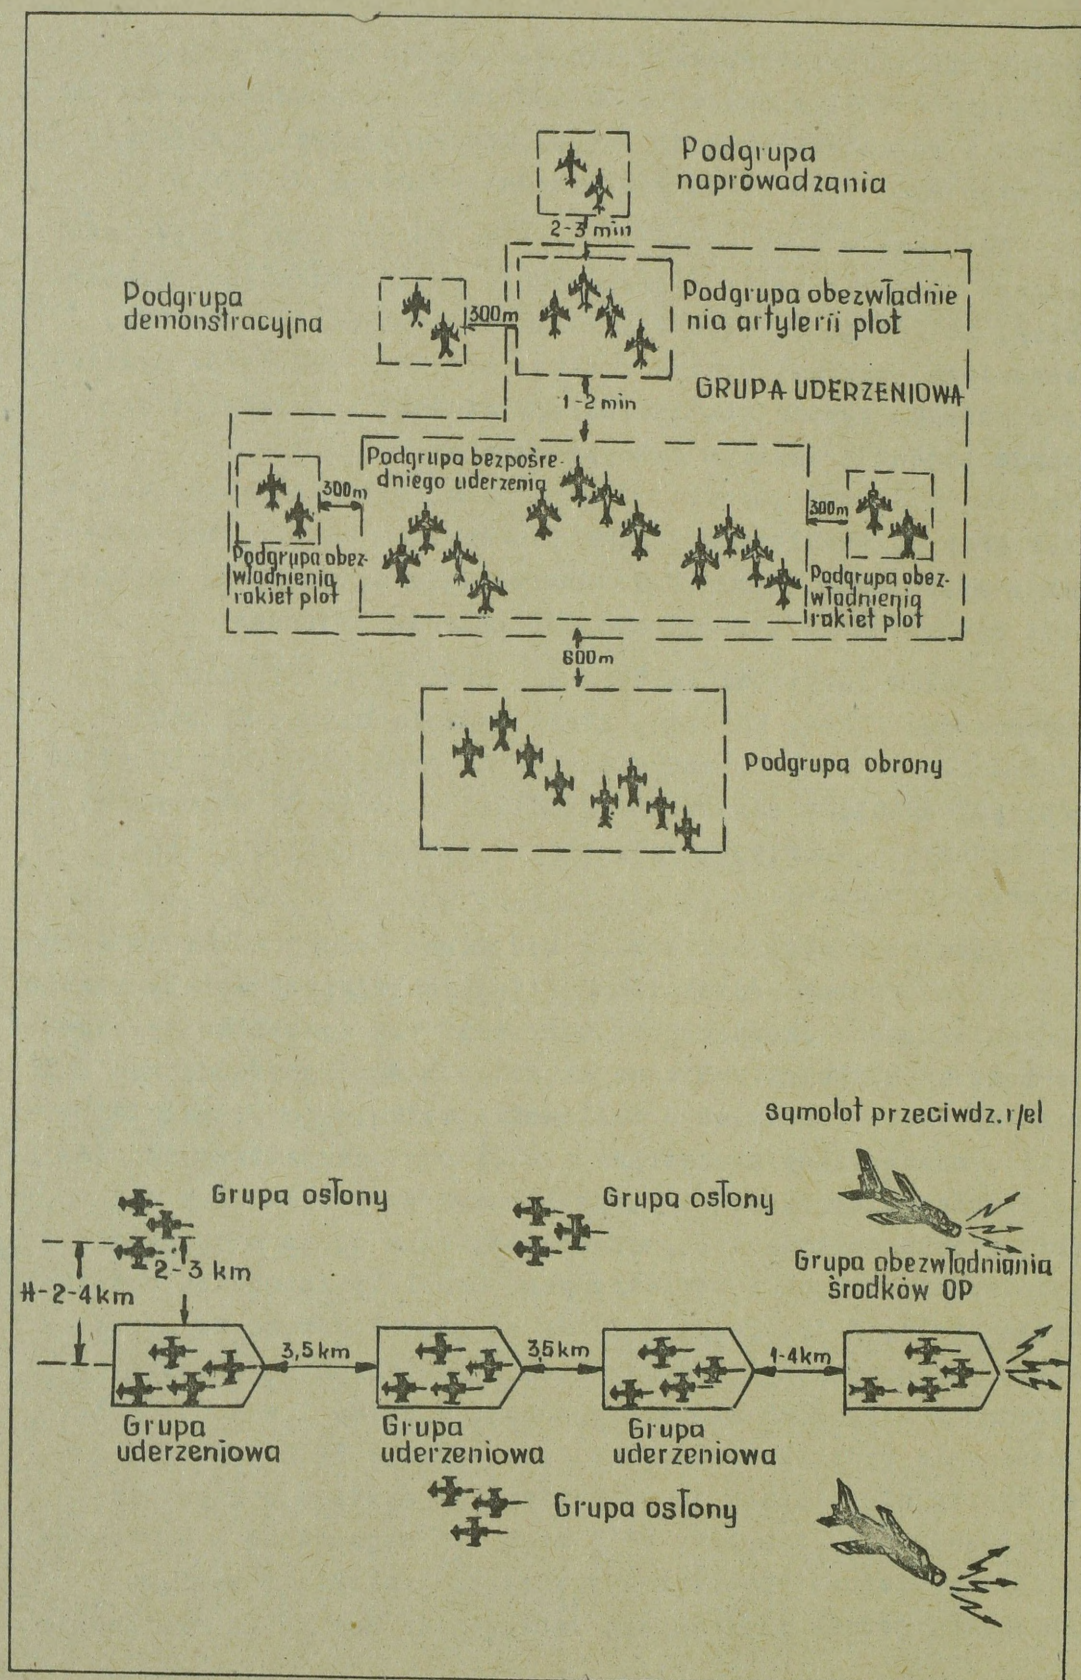 Podgrupa
naprowadzania
2-3 min
Podgrupa
demonstracyjna
300m
Podgrupa obezwładnie
nia artylerii plot
GRUPA UDERZENIOWA
1-2 min
Podgrupa bezpośre-
dniego uderzenia
300m
300m
Podgrupa obez-
władnienia
rakiet plot
Podgrupa obez-
władnienia
rakiet plot
600m
Podgrupa obrony
Samolot przeciwdz. r/el
Grupa osłony
Grupa osłony
Grupa obezwładniania
środków OP
2-3 km
H-2-4km
3,5km
35km
1-4km
Grupa
uderzeniowa
Grupa
uderzeniowa
Grupa
uderzeniowa
Grupa osłony